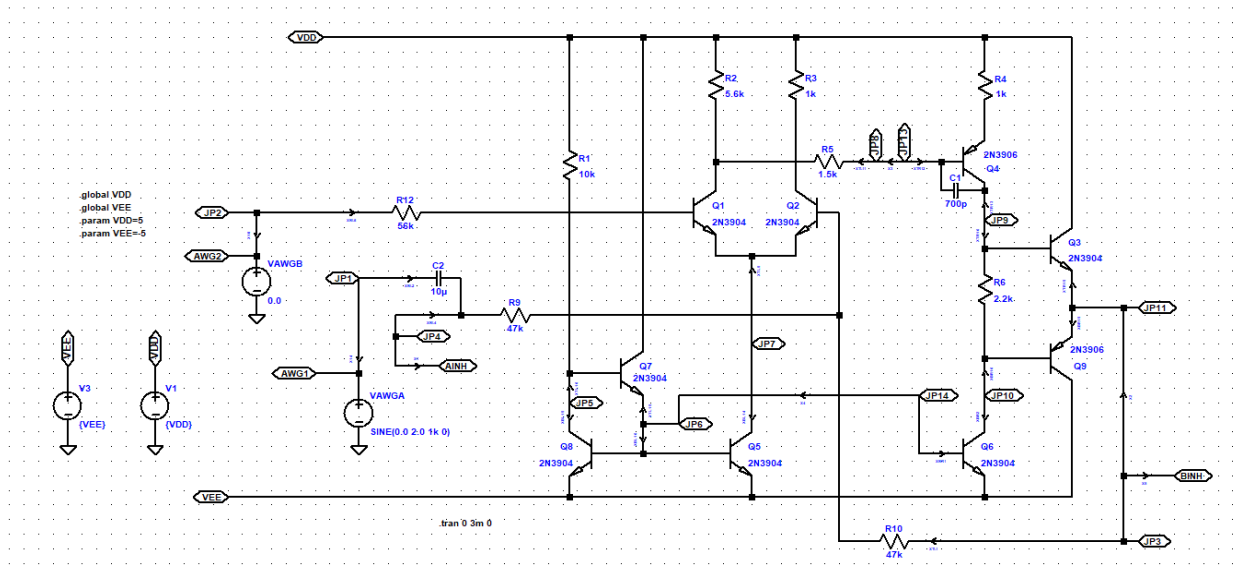 VDD
R2
5.6k
R3
1k
R4
1k
R1
10k
R5
1.5k
JP8
JP13
2N3906
Q4
C1
700p
.global VDD
.global VEE
.param VDD=5
.param VEE=-5
JP2
R12
56k
Q1
2N3904
Q2
2N3904
JP9
Q3
2N3904
AWG2
VAWGB
0.0
JP1
C2
10µ
R6
2.2k
R9
47k
JP11
JP4
AINH
JP7
2N3906
Q9
VEE
VDD
AWG1
Q7
2N3904
JP5
JP14
JP10
V3
{VEE}
V1
{VDD}
VAWGA
SINE(0.0 2.0 1k 0)
JP6
Q8
2N3904
Q5
2N3904
Q6
2N3904
BINH
VEE
.tran 0 3m 0
R10
47k
JP3